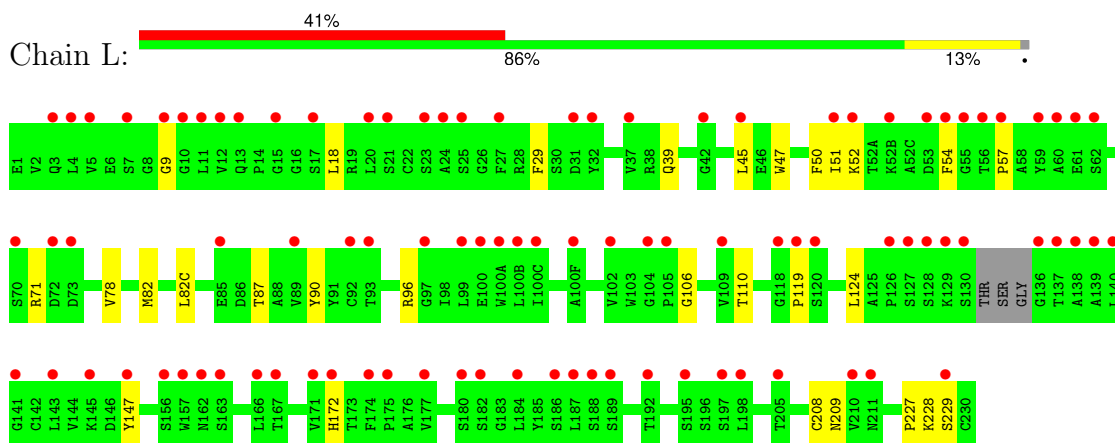 41%
Chain L:
86% 13% •
E1 V2 Q3 L4 V5 E6 S7 G8 G9 G10 L11 V12 Q13 P14 G15 G16 S17 L18 R19 L20 S21 C22 S23 A24 S25 G26 F27 R28 F29 S30 D31 Y32 V37 R38 Q39 G42 L45 E46 W47 F50 I51 K52 T52A K52B A52C D53 F54 G55 T56 P57 A58 Y59 A60 E61 S62
S70 R71 D72 D73 V78 M82 L82C E85 D86 T87 A88 V89 Y90 Y91 C92 T93 R96 G97 I98 L99 E100 W100A L100B I100C A100F V102 W103 G104 P105 G106 V109 T110 G118 P119 S120 L124 A125 P126 S127 S128 K129 S130 THR SER GLY G136 T137 A138 A139 L140
G141 C142 L143 V144 K145 D146 Y147 S156 W157 N162 S163 L166 T167 V171 H172 T173 F174 P175 A176 V177 S180 S182 G183 L184 Y185 S186 L187 S188 S189 T192 S195 S196 S197 L198 T205 C208 N209 V210 N211 P227 K228 S229 C230